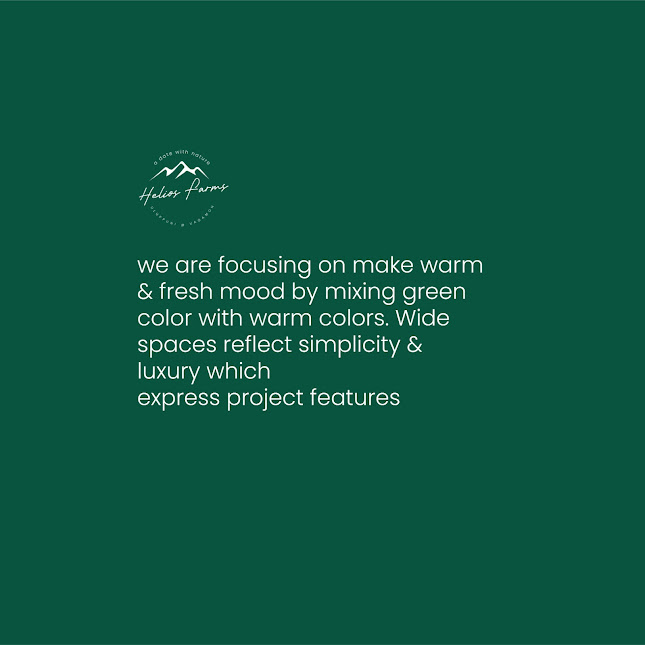 a date with nature
Helios Farms
we are focusing on make warm
& fresh mood by mixing green
color with warm colors. Wide
spaces reflect simplicity &
luxury which
express project features